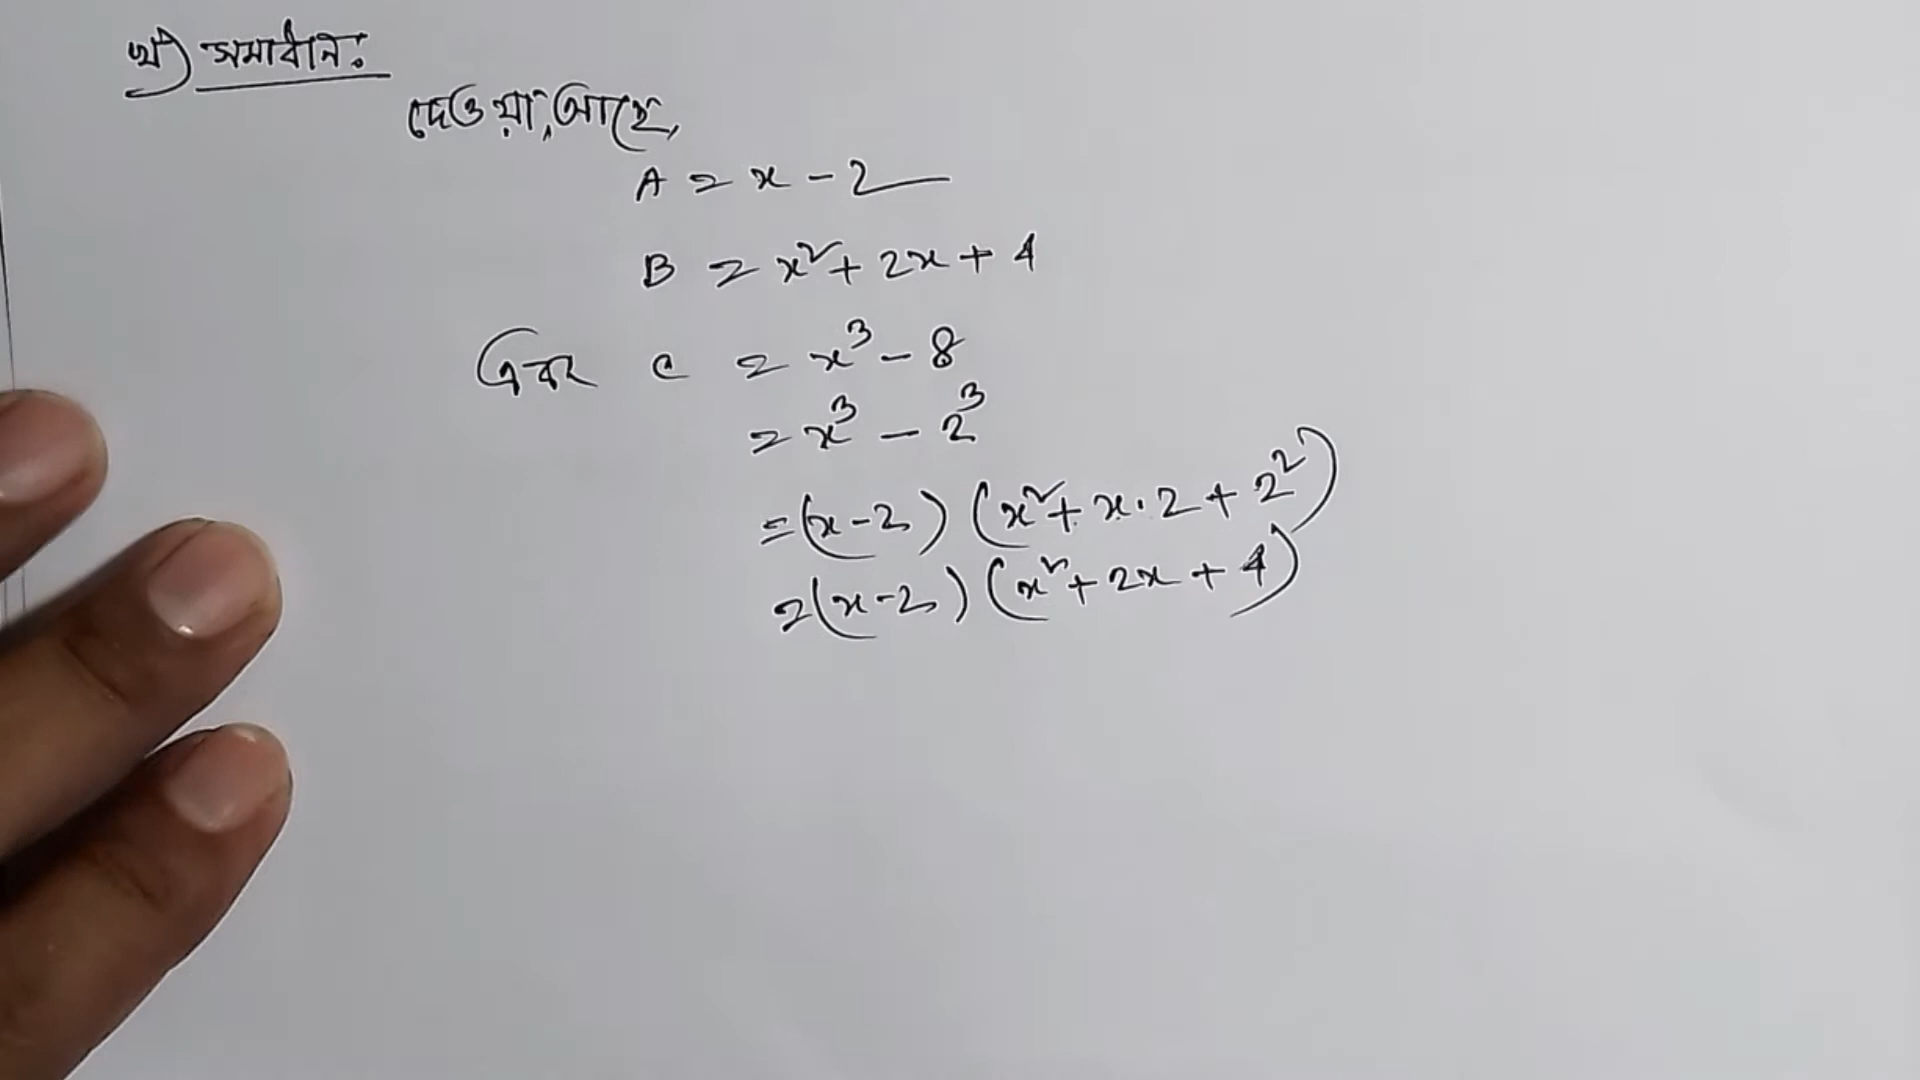 খ) সমাধান:
দেওয়া, আছে,
A = x - 2
B = x² + 2x + 4
এবং C = x³ - 8
= x³ - 2³
= (x-2) (x² + x·2 + 2²)
= (x-2) (x² + 2x + 4)